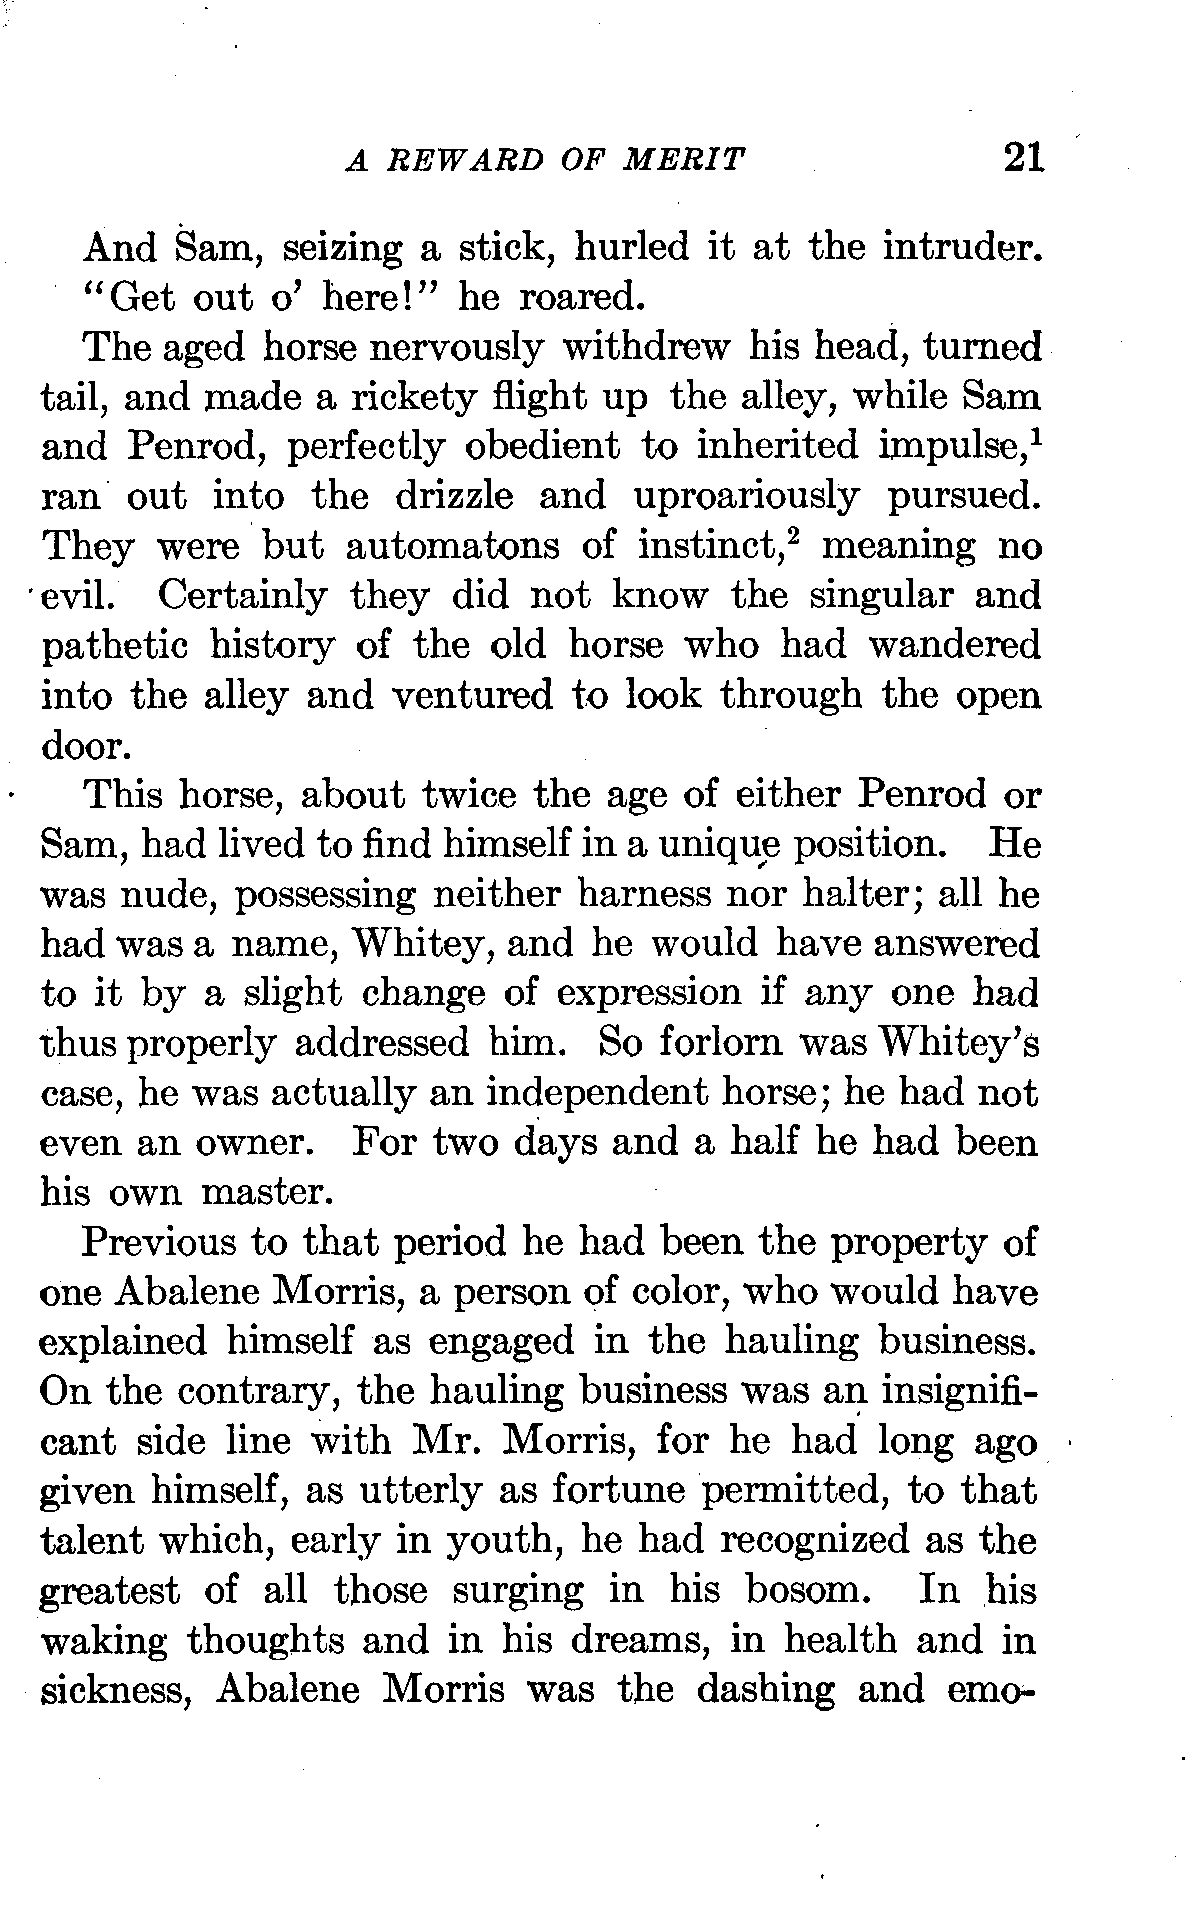 A REWARD OF MERIT 21
And Sam, seizing a stick, hurled it at the intruder.
"Get out o' here!" he roared.
The aged horse nervously withdrew his head, turned
tail, and made a rickety flight up the alley, while Sam
and Penrod, perfectly obedient to inherited impulse,¹
ran out into the drizzle and uproariously pursued.
They were but automatons of instinct,² meaning no
evil. Certainly they did not know the singular and
pathetic history of the old horse who had wandered
into the alley and ventured to look through the open
door.
This horse, about twice the age of either Penrod or
Sam, had lived to find himself in a unique position. He
was nude, possessing neither harness nor halter; all he
had was a name, Whitey, and he would have answered
to it by a slight change of expression if any one had
thus properly addressed him. So forlorn was Whitey's
case, he was actually an independent horse; he had not
even an owner. For two days and a half he had been
his own master.
Previous to that period he had been the property of
one Abalene Morris, a person of color, who would have
explained himself as engaged in the hauling business.
On the contrary, the hauling business was an insignifi-
cant side line with Mr. Morris, for he had long ago
given himself, as utterly as fortune permitted, to that
talent which, early in youth, he had recognized as the
greatest of all those surging in his bosom. In his
waking thoughts and in his dreams, in health and in
sickness, Abalene Morris was the dashing and emo-